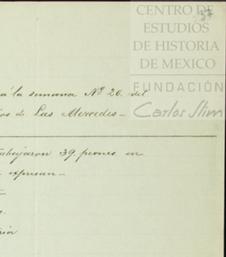 CENTRO DE
ESTUDIOS
DE HISTORIA
DE MEXICO
FUNDACIÓN
Carlos Slim
á la semana Nº 26 del
de Las Mercedes
trabajaron 39 peones en
expresan